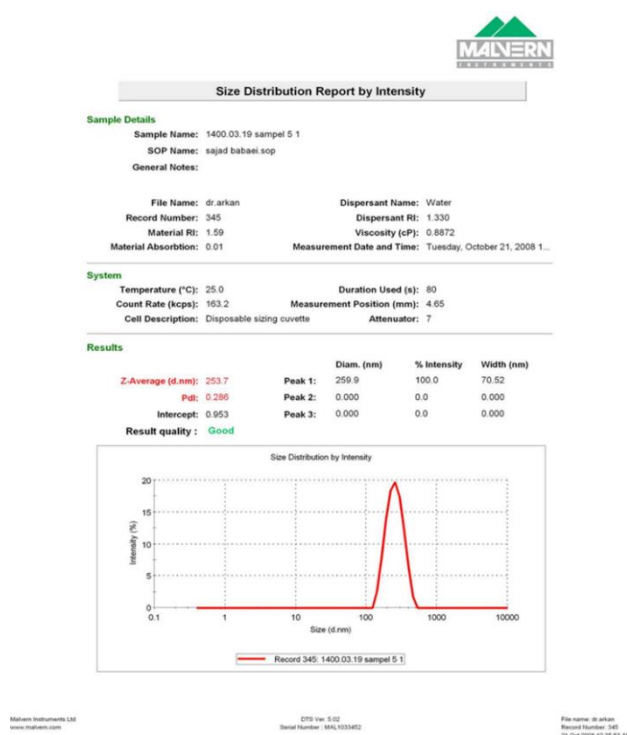 MALVERN
INSTRUMENTS
Size Distribution Report by Intensity
Sample Details
Sample Name: 1400.03.19 sampel 5 1
SOP Name: sajad babaei.sop
General Notes:
File Name: dr.arkan Dispersant Name: Water
Record Number: 345 Dispersant RI: 1.330
Material RI: 1.59 Viscosity (cP): 0.8872
Material Absorbtion: 0.01 Measurement Date and Time: Tuesday, October 21, 2008 1...
System
Temperature (°C): 25.0 Duration Used (s): 80
Count Rate (kcps): 163.2 Measurement Position (mm): 4.65
Cell Description: Disposable sizing cuvette Attenuator: 7
Results
Diam. (nm) % Intensity Width (nm)
Z-Average (d.nm): 253.7 Peak 1: 259.9 100.0 70.52
PdI: 0.286 Peak 2: 0.000 0.0 0.000
Intercept: 0.953 Peak 3: 0.000 0.0 0.000
Result quality : Good
Size Distribution by Intensity
20
15
10
5
0
Intensity (%)
0.1 1 10 100 1000 10000
Size (d.nm)
Record 345: 1400.03.19 sampel 5 1
Malvern Instruments Ltd DTS Ver. 5.02 File name: dr.arkan
www.malvern.com Serial Number : MAL1033452 Record Number: 345